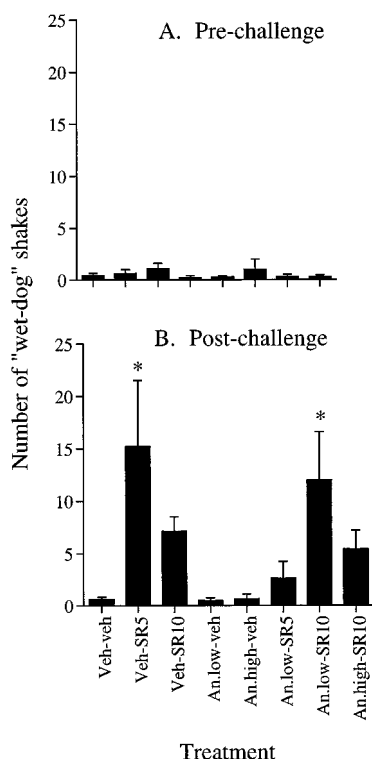 A. Pre-challenge
25
20
15
10
5
0
B. Post-challenge
25
20
15
10
5
0
*
*
Number of "wet-dog" shakes
Veh-veh
Veh-SR5
Veh-SR10
An.low-veh
An.high-veh
An.low-SR5
An.low-SR10
An.high-SR10
Treatment